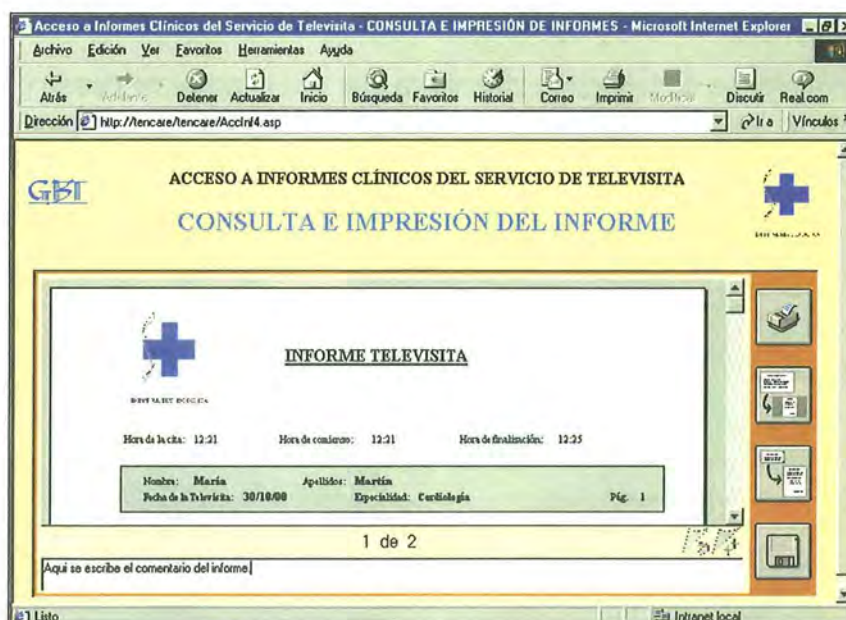 Acceso a Informes Clínicos del Servicio de Televisita - CONSULTA E IMPRESIÓN DE INFORMES - Microsoft Internet Explorer
Archivo Edición Ver Favoritos Herramientas Ayuda
Atrás Adelante Detener Actualizar Inicio Búsqueda Favoritos Historial Correo Imprimir Modificar Discutir Real.com
Dirección http://tencare/tencare/AccInf4.asp Ir a Vínculos
GBT
ACCESO A INFORMES CLÍNICOS DEL SERVICIO DE TELEVISITA
CONSULTA E IMPRESIÓN DEL INFORME
INFORME TELEVISITA
Hora de la cita: 12:21 Hora de comienzo: 12:21 Hora de finalización: 12:25
Nombre: María Apellidos: Martín
Fecha de la Televisita: 30/10/00 Especialidad: Cardiología Pág. 1
1 de 2
Aqui se escribe el comentario del informe.
Listo Intranet local